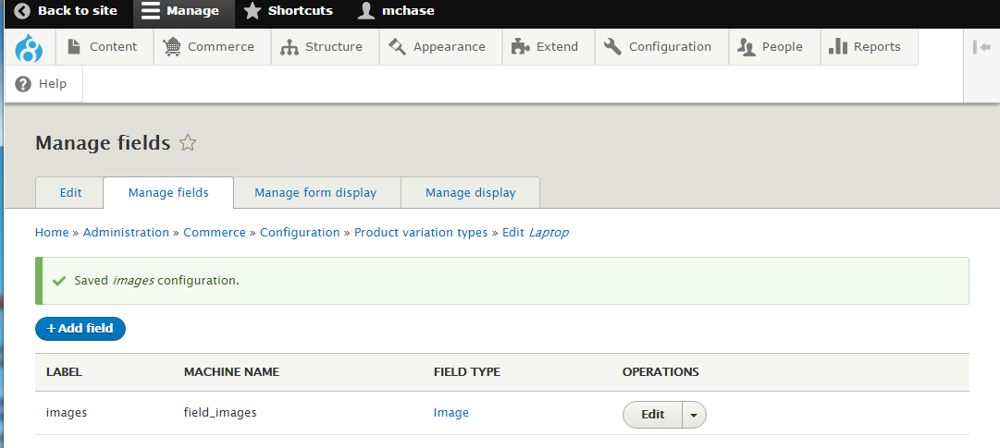 Back to site Manage Shortcuts mchase
Content Commerce Structure Appearance Extend Configuration People Reports
Help
Manage fields
Edit Manage fields Manage form display Manage display
Home » Administration » Commerce » Configuration » Product variation types » Edit Laptop
Saved images configuration.
+ Add field
LABEL MACHINE NAME FIELD TYPE OPERATIONS
images field_images Image Edit